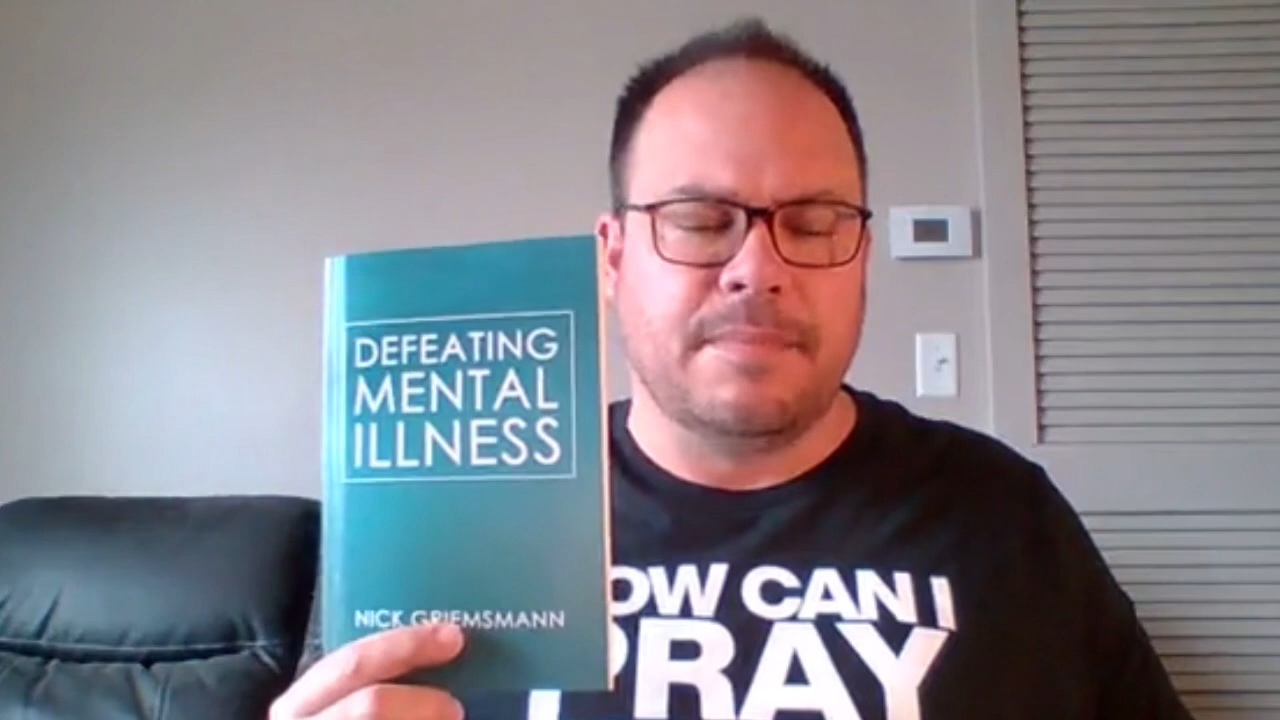 DEFEATING
MENTAL
ILLNESS
NICK GRIEMSMANN
OW CAN I
PRAY